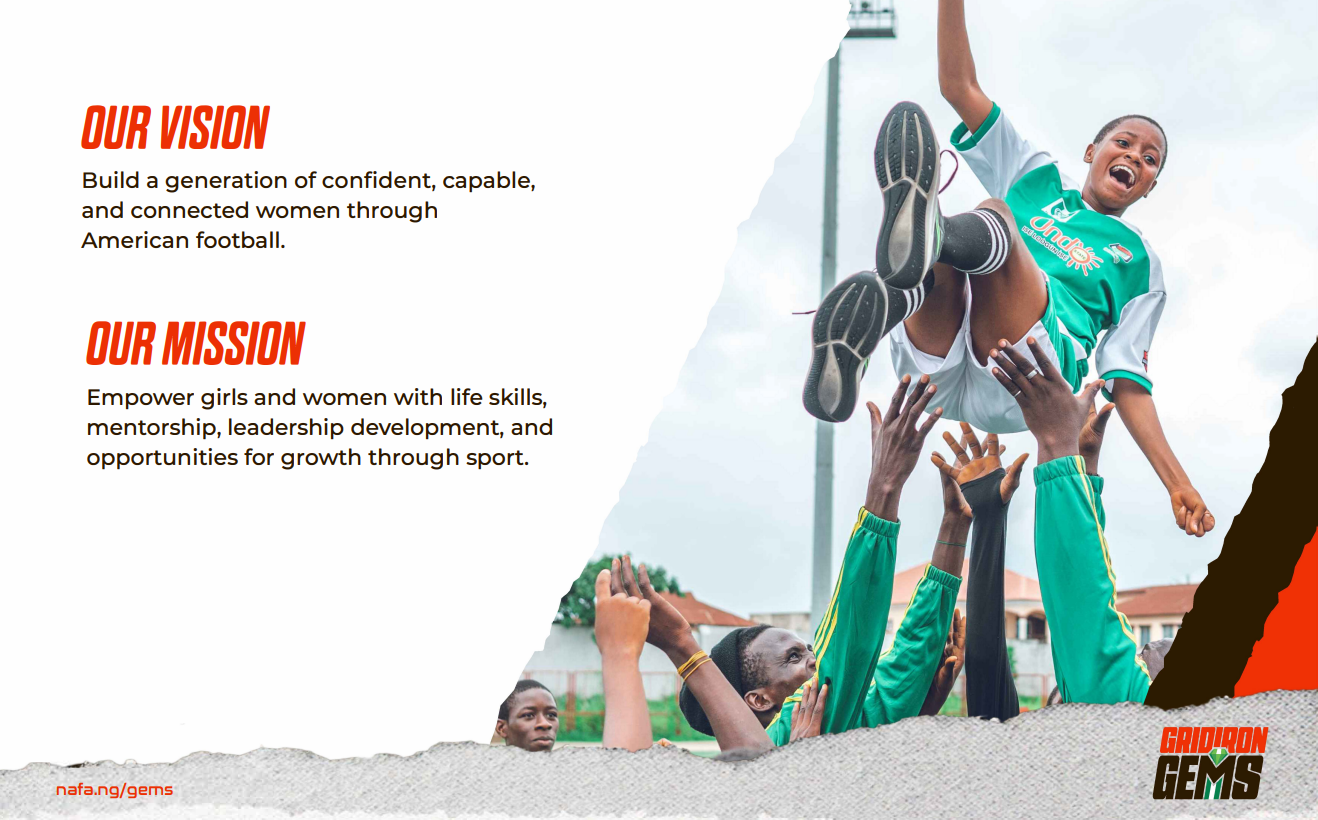 OUR VISION
Build a generation of confident, capable,
and connected women through
American football.
OUR MISSION
Empower girls and women with life skills,
mentorship, leadership development, and
opportunities for growth through sport.
Ondo
nafa.ng/gems
GRIDIRON
GEMS